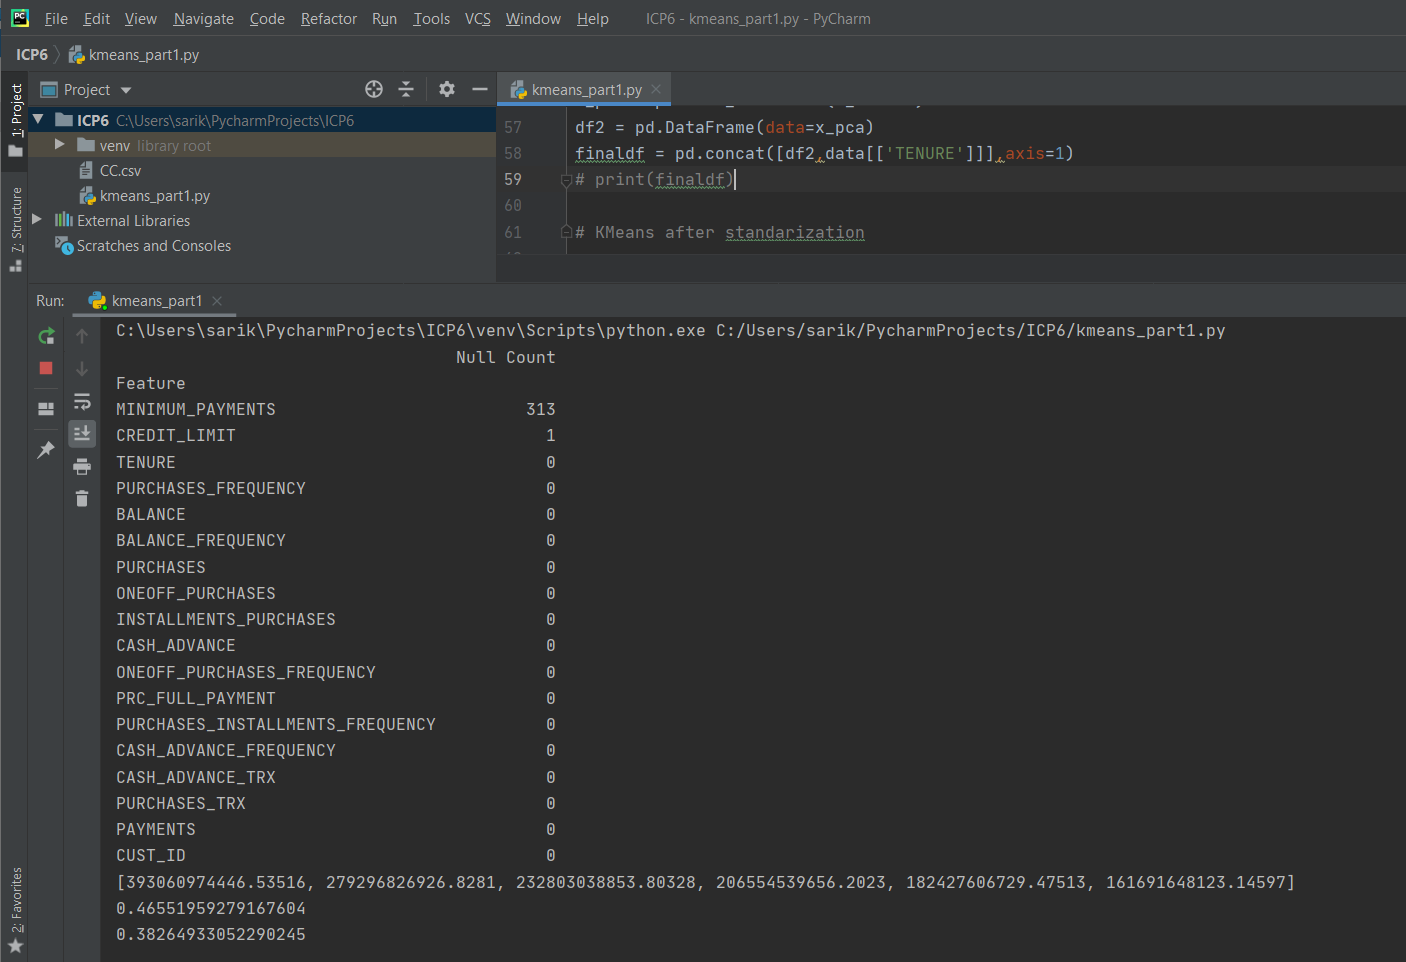 File Edit View Navigate Code Refactor Run Tools VCS Window Help ICP6 - kmeans_part1.py - PyCharm
ICP6 kmeans_part1.py
1: Project
Project
ICP6 C:\Users\sarik\PycharmProjects\ICP6
venv library root
CC.csv
kmeans_part1.py
External Libraries
Scratches and Consoles
7: Structure
kmeans_part1.py
57 df2 = pd.DataFrame(data=x_pca)
58 finaldf = pd.concat([df2,data[['TENURE']]],axis=1)
59 # print(finaldf)
60
61 # KMeans after standarization
Run: kmeans_part1
C:\Users\sarik\PycharmProjects\ICP6\venv\Scripts\python.exe C:/Users/sarik/PycharmProjects/ICP6/kmeans_part1.py
Null Count
Feature
MINIMUM_PAYMENTS 313
CREDIT_LIMIT 1
TENURE 0
PURCHASES_FREQUENCY 0
BALANCE 0
BALANCE_FREQUENCY 0
PURCHASES 0
ONEOFF_PURCHASES 0
INSTALLMENTS_PURCHASES 0
CASH_ADVANCE 0
ONEOFF_PURCHASES_FREQUENCY 0
PRC_FULL_PAYMENT 0
PURCHASES_INSTALLMENTS_FREQUENCY 0
CASH_ADVANCE_FREQUENCY 0
CASH_ADVANCE_TRX 0
PURCHASES_TRX 0
PAYMENTS 0
CUST_ID 0
[393060974446.53516, 279296826926.8281, 232803038853.80328, 206554539656.2023, 182427606729.47513, 161691648123.14597]
0.46551959279167604
0.38264933052290245
2: Favorites